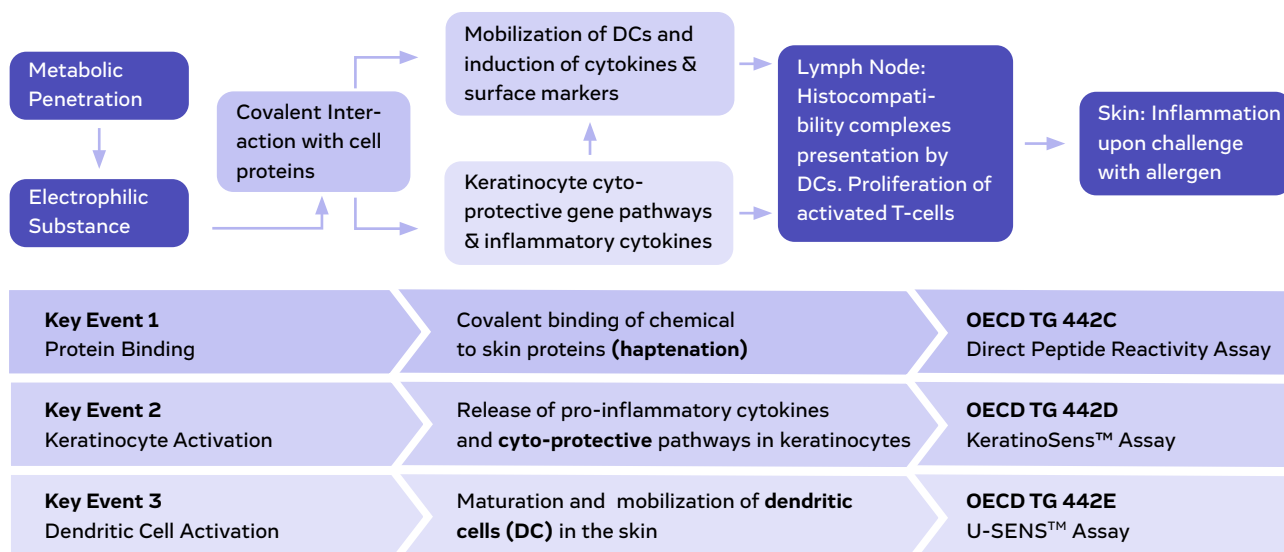 Metabolic
Penetration
Electrophilic
Substance
Covalent Inter-
action with cell
proteins
Mobilization of DCs and
induction of cytokines &
surface markers
Keratinocyte cyto-
protective gene pathways
& inflammatory cytokines
Lymph Node:
Histocompati-
bility complexes
presentation by
DCs. Proliferation of
activated T-cells
Skin: Inflammation
upon challenge
with allergen
Key Event 1
Protein Binding
Covalent binding of chemical
to skin proteins (haptenation)
OECD TG 442C
Direct Peptide Reactivity Assay
Key Event 2
Keratinocyte Activation
Release of pro-inflammatory cytokines
and cyto-protective pathways in keratinocytes
OECD TG 442D
KeratinoSens™ Assay
Key Event 3
Dendritic Cell Activation
Maturation and mobilization of dendritic
cells (DC) in the skin
OECD TG 442E
U-SENS™ Assay